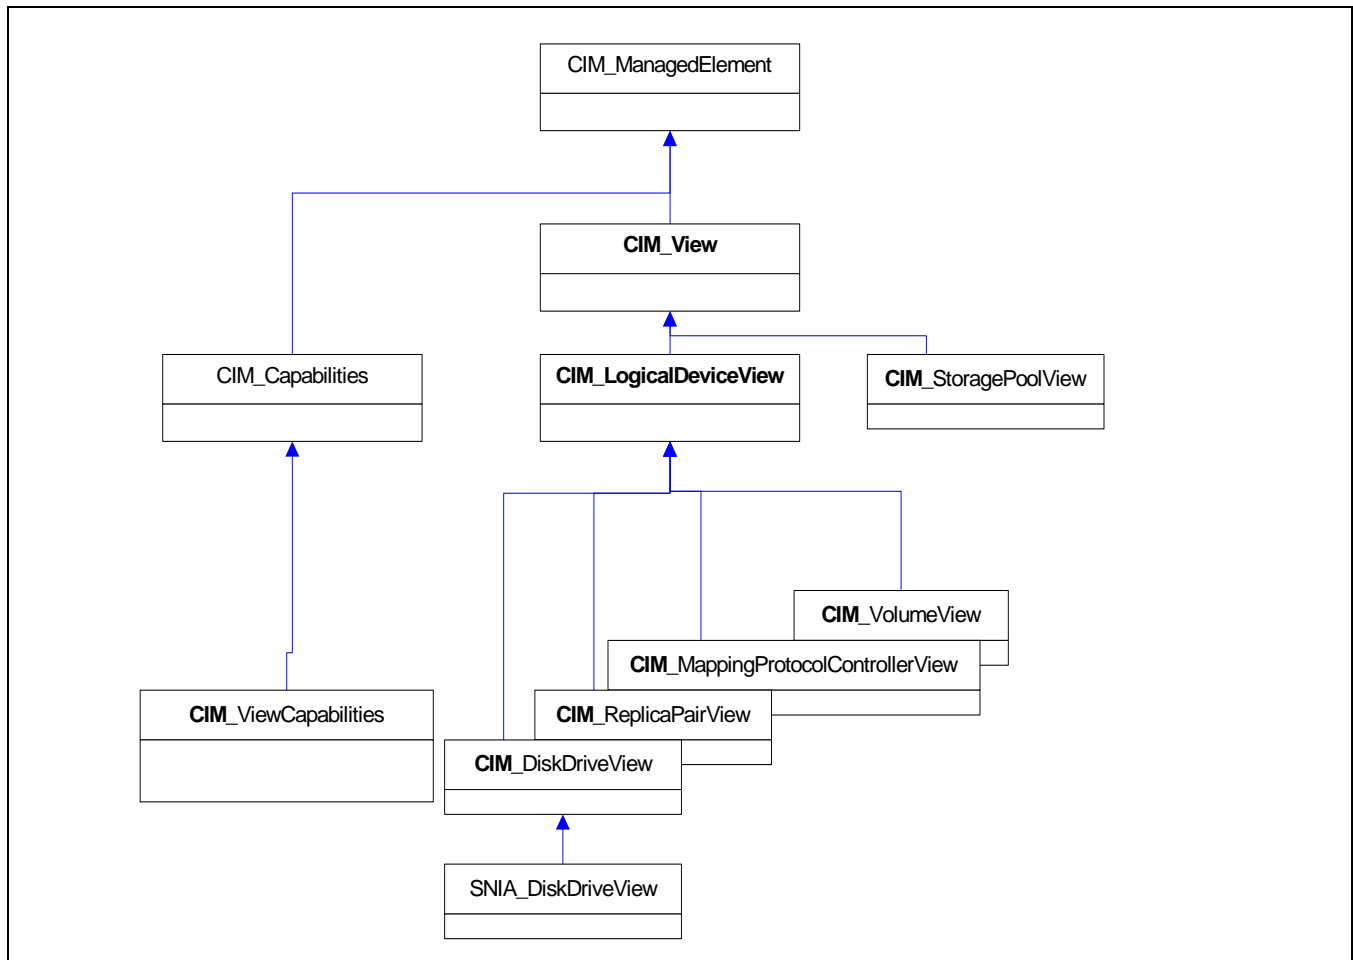 CIM_ManagedElement
CIM_View
CIM_Capabilities
CIM_LogicalDeviceView
CIM_StoragePoolView
CIM_VolumeView
CIM_MappingProtocolControllerView
CIM_ViewCapabilities
CIM_ReplicaPairView
CIM_DiskDriveView
SNIA_DiskDriveView